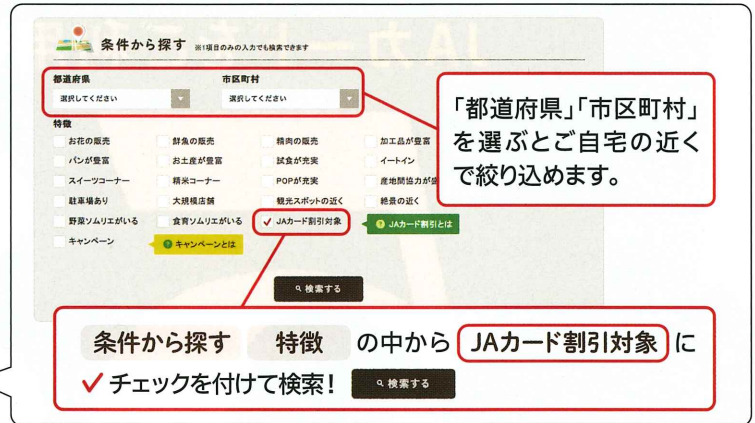 条件から探す ※1項目のみの入力でも検索できます
都道府県 市区町村
選択してください 選択してください
「都道府県」「市区町村」
を選ぶとご自宅の近く
で絞り込めます。
特徴
お花の販売 鮮魚の販売 精肉の販売 加工品が豊富
パンが豊富 お土産が豊富 試食が充実 イートイン
スイーツコーナー 精米コーナー POPが充実 産地間協力が
駐車場あり 大規模店舗 観光スポットの近く 絶景の近く
野菜ソムリエがいる 食育ソムリエがいる ✓ JAカード割引対象 ? JAカード割引とは
キャンペーン ? キャンペーンとは
検索する
条件から探す 特徴 の中から JAカード割引対象 に
✓ チェックを付けて検索! 検索する